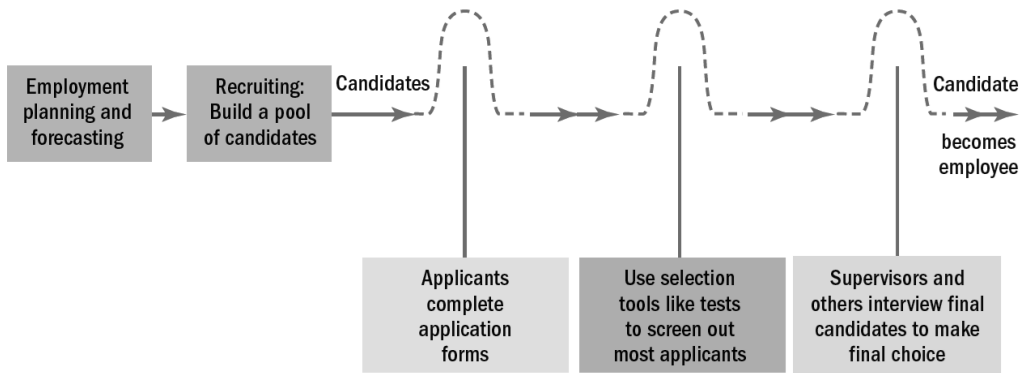 Employment
planning and
forecasting
Recruiting:
Build a pool
of candidates
Candidates
Candidate
becomes
employee
Applicants
complete
application
forms
Use selection
tools like tests
to screen out
most applicants
Supervisors and
others interview final
candidates to make
final choice